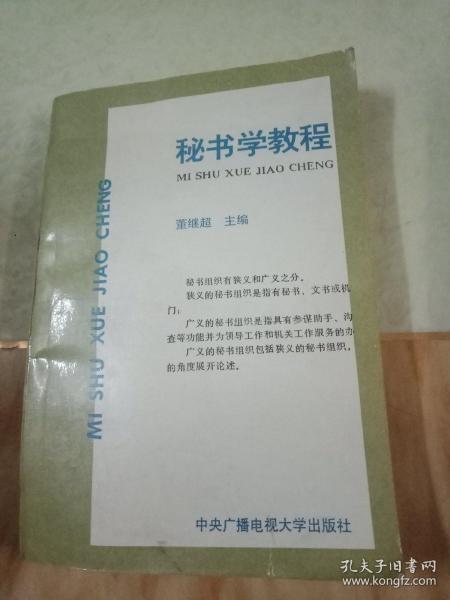 秘书学教程
MI SHU XUE JIAO CHENG
董继超 主编
MI SHU XUE JIAO CHENG
秘书组织有狭义和广义之分。
狭义的秘书组织是指有秘书、文书或机
门；
广义的秘书组织是指具有参谋助手、沟
查等功能并为领导工作和机关工作服务的办
广义的秘书组织包括狭义的秘书组织。
的角度展开论述。
中央广播电视大学出版社
孔夫子旧书网
www.kongfz.com